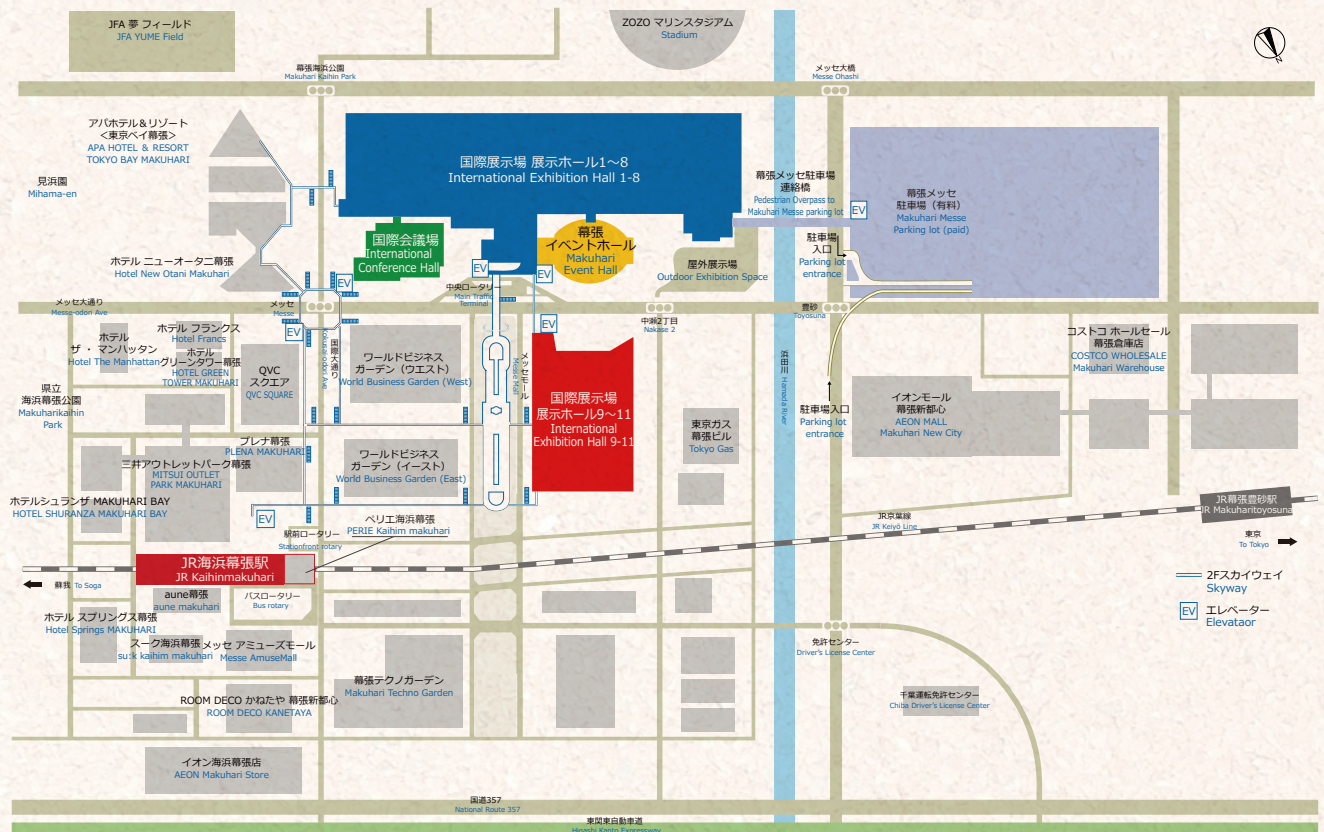 JFA 夢 フィールド
JFA YUME Field
ZOZO マリンスタジアム
Stadium
N
幕張海浜公園
Makuhari Kaihin Park
メッセ大橋
Messe Ohashi
アパホテル&リゾート
<東京ベイ幕張>
APA HOTEL & RESORT
TOKYO BAY MAKUHARI
見浜園
Mihama-en
国際展示場 展示ホール1～8
International Exhibition Hall 1-8
幕張メッセ駐車場
連絡橋
Pedestrian Overpass to
Makuhari Messe parking lot
EV
幕張メッセ
駐車場（有料）
Makuhari Messe
Parking lot (paid)
国際会議場
International
Conference Hall
幕張
イベントホール
Makuhari
Event Hall
駐車場
入口
Parking lot
entrance
ホテル ニューオータニ幕張
Hotel New Otani Makuhari
EV
EV
EV
屋外展示場
Outdoor Exhibition Space
中央ロータリー
Main Traffic
Terminal
メッセ大通り
Messe-odori Ave
メッセ
Messe
中瀬2丁目
Nakase 2
豊砂
Toyosuna
EV
EV
ホテル
ザ ・ マンハッタン
Hotel The Manhattan
ホテル フランクス
Hotel Francs
ホテル
グリーンタワー幕張
HOTEL GREEN
TOWER MAKUHARI
QVC
スクエア
QVC SQUARE
国際大通り
Kokusai-odori Ave
ワールドビジネス
ガーデン（ウエスト）
World Business Garden (West)
メッセモール
Messe Mall
国際展示場
展示ホール9～11
International
Exhibition Hall 9-11
浜田川 Hamada River
コストコ ホールセール
幕張倉庫店
COSTCO WHOLESALE
Makuhari Warehouse
県立
海浜幕張公園
Makuharikaihin
Park
駐車場入口
Parking lot
entrance
イオンモール
幕張新都心
AEON MALL
Makuhari New City
東京ガス
幕張ビル
Tokyo Gas
プレナ幕張
PLENA MAKUHARI
三井アウトレットパーク幕張
MITSUI OUTLET
PARK MAKUHARI
ワールドビジネス
ガーデン（イースト）
World Business Garden (East)
ホテルシュランザ MAKUHARI BAY
HOTEL SHURANZA MAKUHARI BAY
EV
ペリエ海浜幕張
PERIE Kaihim makuhari
駅前ロータリー
Stationfront rotary
JR京葉線
JR Keiyō Line
JR幕張豊砂駅
JR Makuharitoyosuna
東京
To Tokyo
JR海浜幕張駅
JR Kaihinmakuhari
蘇我 To Soga
aune幕張
aune makuhari
バスロータリー
Bus rotary
2Fスカイウェイ
Skyway
EV
エレベーター
Elevataor
ホテル スプリングス幕張
Hotel Springs MAKUHARI
スーク海浜幕張
su:k kaihim makuhari
メッセ アミューズモール
Messe AmuseMall
免許センター
Driver's License Center
幕張テクノガーデン
Makuhari Techno Garden
ROOM DECO かねたや 幕張新都心
ROOM DECO KANETAYA
千葉運転免許センター
Chiba Driver's License Center
イオン海浜幕張店
AEON Makuhari Store
国道357
National Route 357
東関東自動車道
Higashi Kanto Expressway